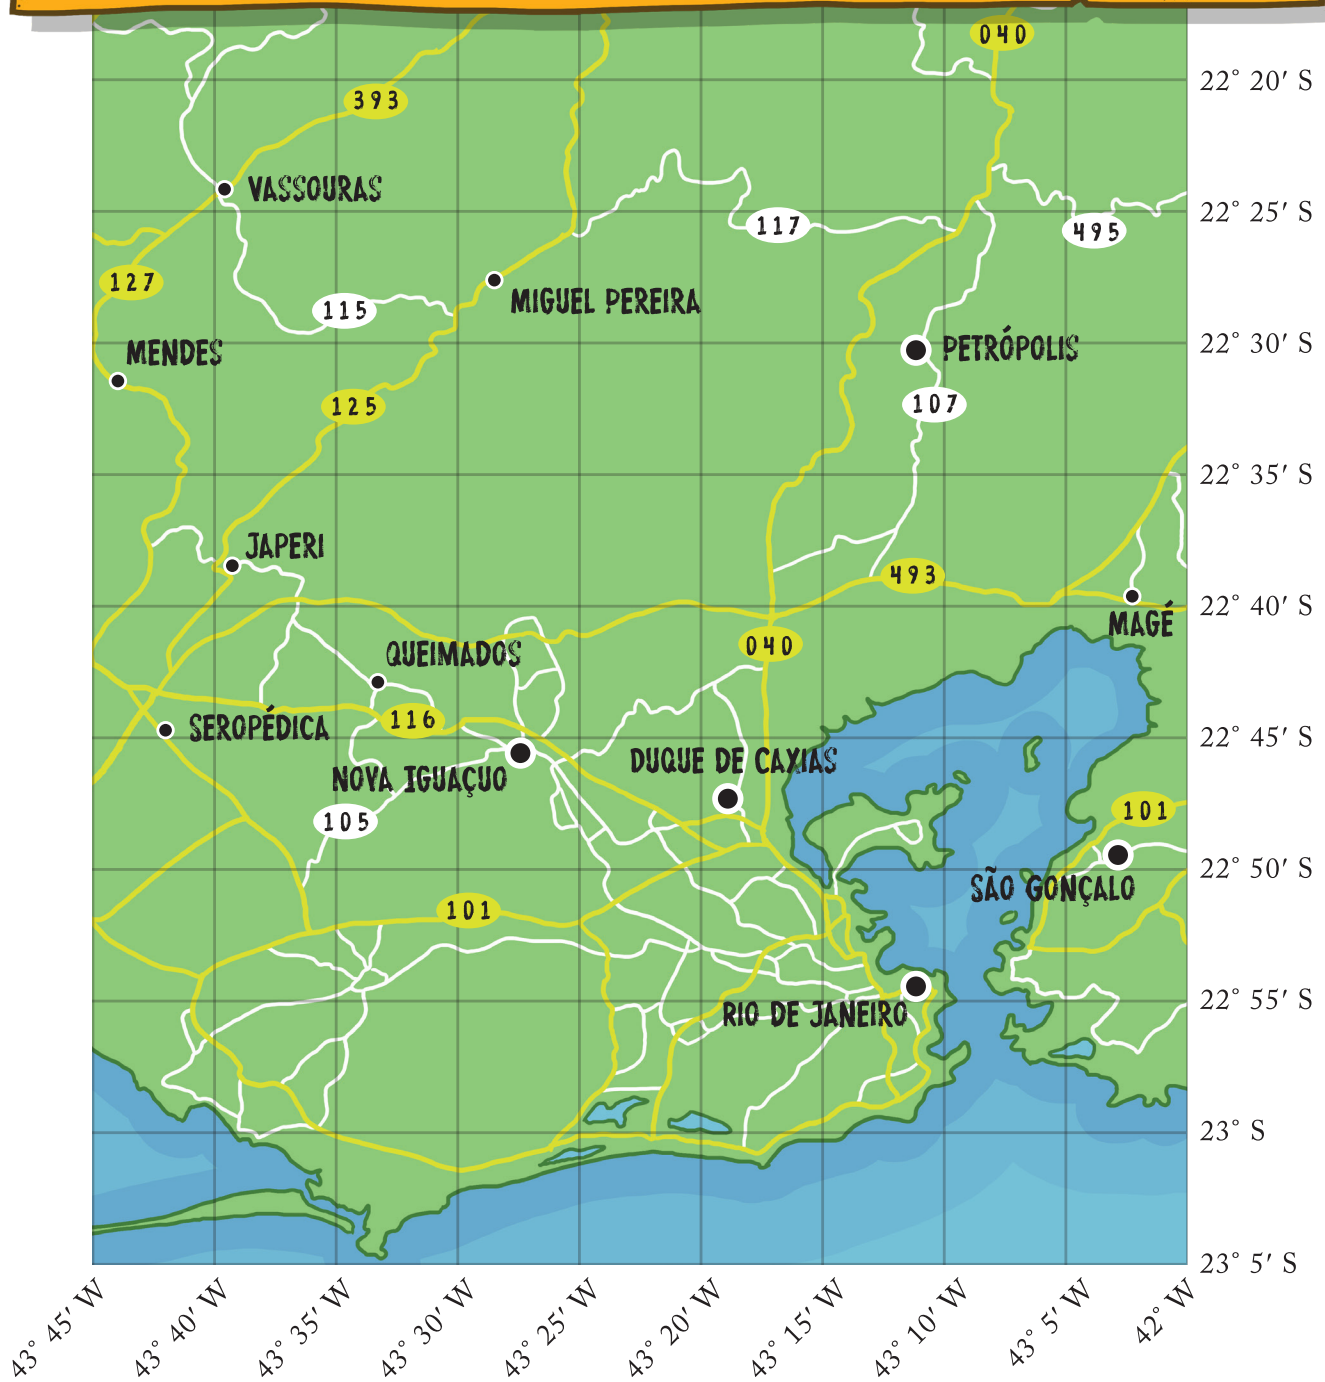 040
22° 20′ S
393
VASSOURAS
22° 25′ S
117
495
127
MIGUEL PEREIRA
115
22° 30′ S
MENDES
PETRÓPOLIS
125
107
22° 35′ S
JAPERI
493
22° 40′ S
MAGÉ
QUEIMADOS
040
116
SEROPÉDICA
22° 45′ S
DUQUE DE CAXIAS
NOVA IGUAÇUO
105
101
22° 50′ S
SÃO GONÇALO
101
22° 55′ S
RIO DE JANEIRO
23° S
23° 5′ S
43° 45′ W
43° 40′ W
43° 35′ W
43° 30′ W
43° 25′ W
43° 20′ W
43° 15′ W
43° 10′ W
43° 5′ W
42° W